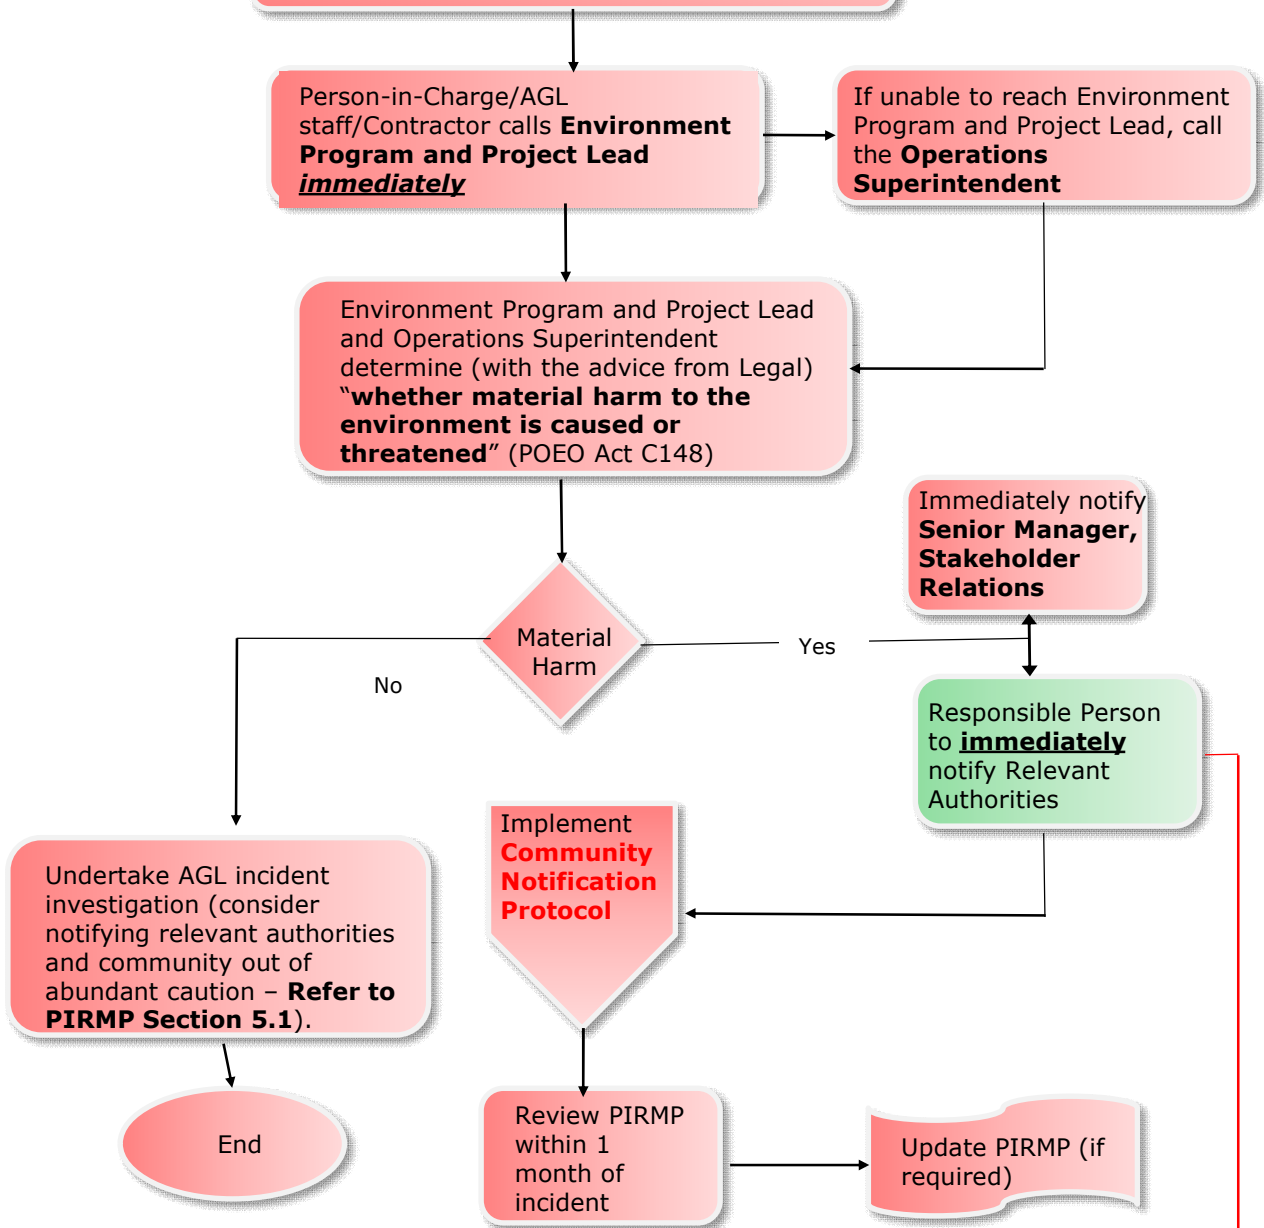 Person-in-Charge/AGL
staff/Contractor calls Environment
Program and Project Lead
immediately
If unable to reach Environment
Program and Project Lead, call
the Operations
Superintendent
Environment Program and Project Lead
and Operations Superintendent
determine (with the advice from Legal)
“whether material harm to the
environment is caused or
threatened” (POEO Act C148)
Immediately notify
Senior Manager,
Stakeholder
Relations
Material
Harm
Yes
No
Responsible Person
to immediately
notify Relevant
Authorities
Implement
Community
Notification
Protocol
Undertake AGL incident
investigation (consider
notifying relevant authorities
and community out of
abundant caution – Refer to
PIRMP Section 5.1).
End
Review PIRMP
within 1
month of
incident
Update PIRMP (if
required)